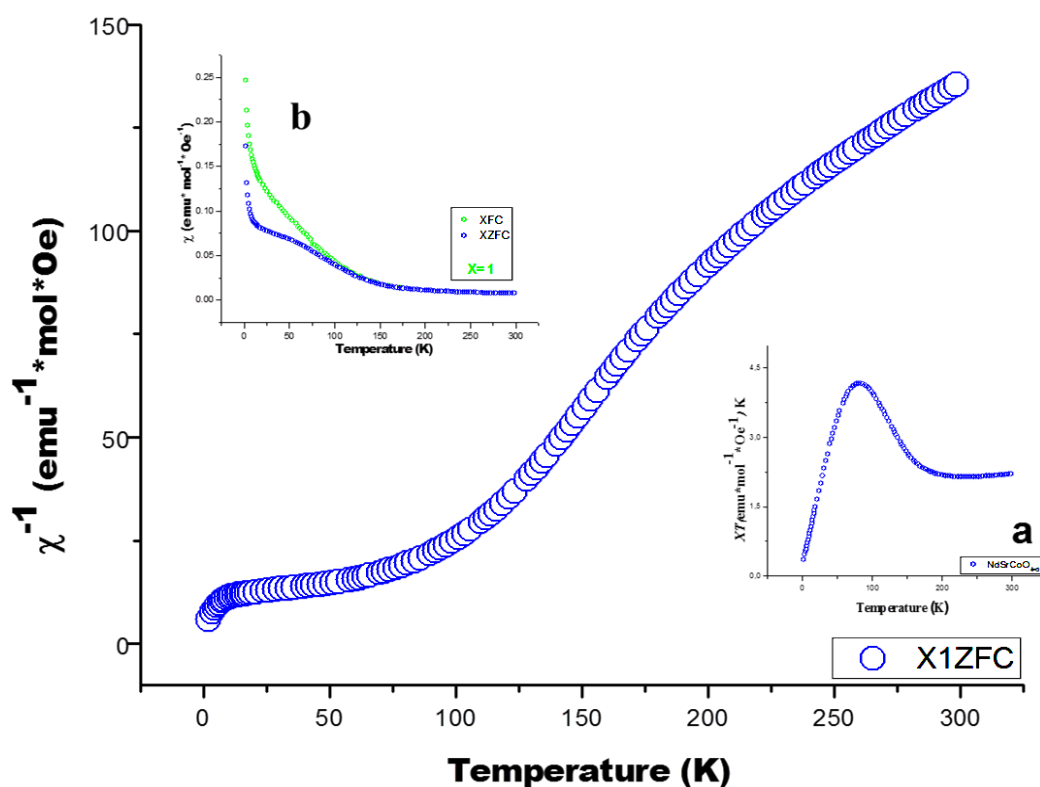 150
100
50
0
χ⁻¹ (emu⁻¹*mol*Oe)
0 50 100 150 200 250 300
Temperature (K)
X1ZFC
b
0.25
0.20
0.15
0.10
0.05
0.00
χ (emu* mol⁻¹*Oe⁻¹)
0 50 100 150 200 250 300
Temperature (K)
XFC
XZFC
X=1
a
4,5
3,0
1,5
0,0
XT/emu*mol⁻¹*Oe⁻¹) K
0 100 200 300
Temperature (K)
NdSrCoO